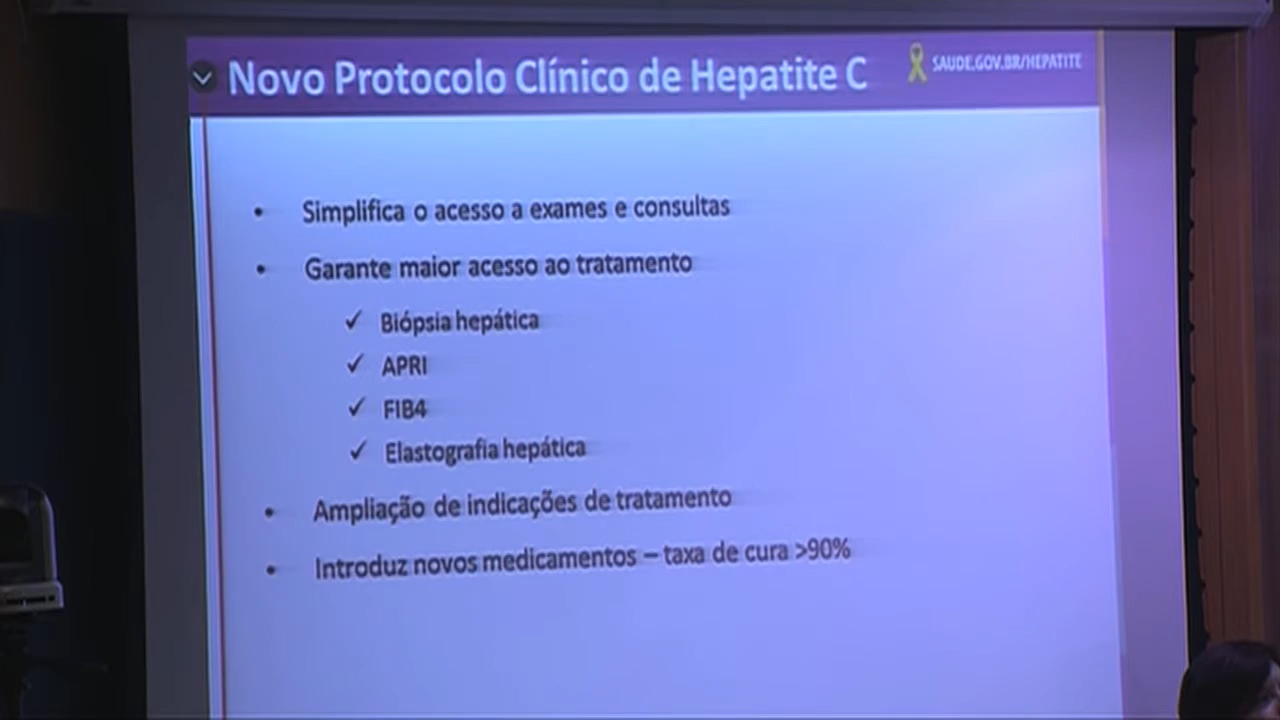 Novo Protocolo Clínico de Hepatite C
SAUDE.GOV.BR/HEPATITE
• Simplifica o acesso a exames e consultas
• Garante maior acesso ao tratamento
✓ Biópsia hepática
✓ APRI
✓ FIB4
✓ Elastografia hepática
• Ampliação de indicações de tratamento
• Introduz novos medicamentos – taxa de cura >90%